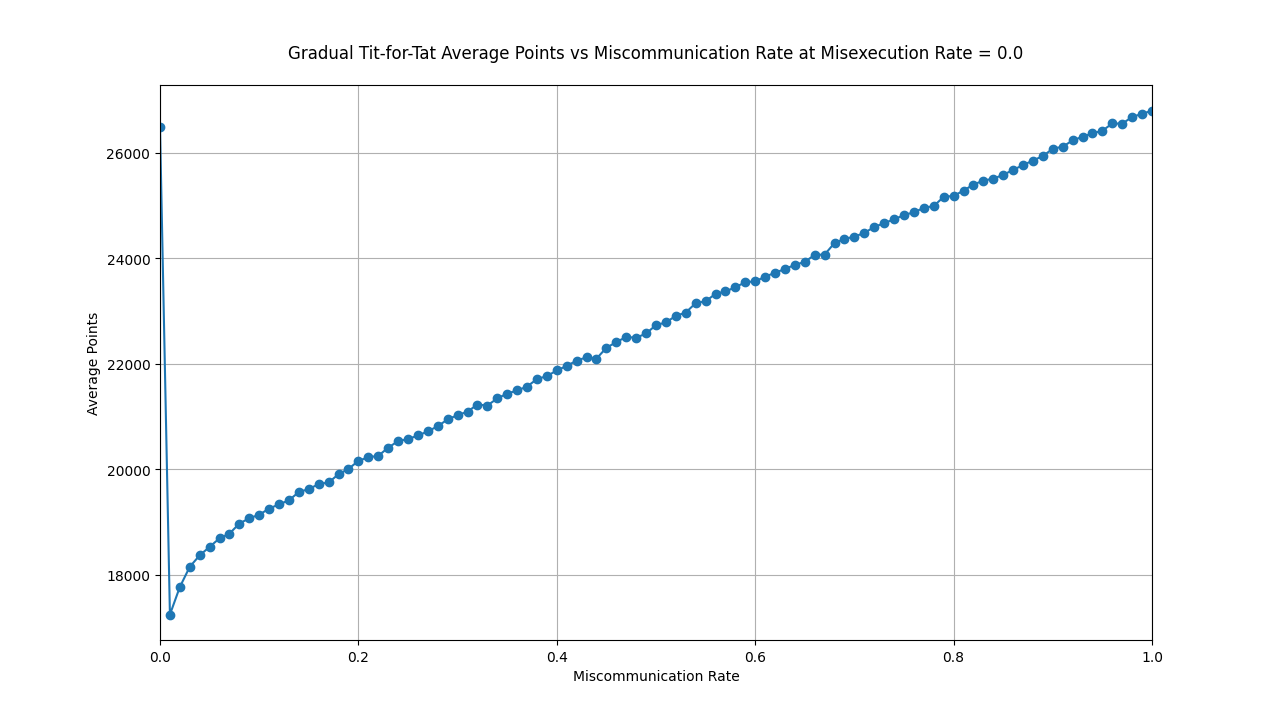 Gradual Tit-for-Tat Average Points vs Miscommunication Rate at Misexecution Rate = 0.0
26000
24000
22000
20000
18000
Average Points
0.0 0.2 0.4 0.6 0.8 1.0
Miscommunication Rate